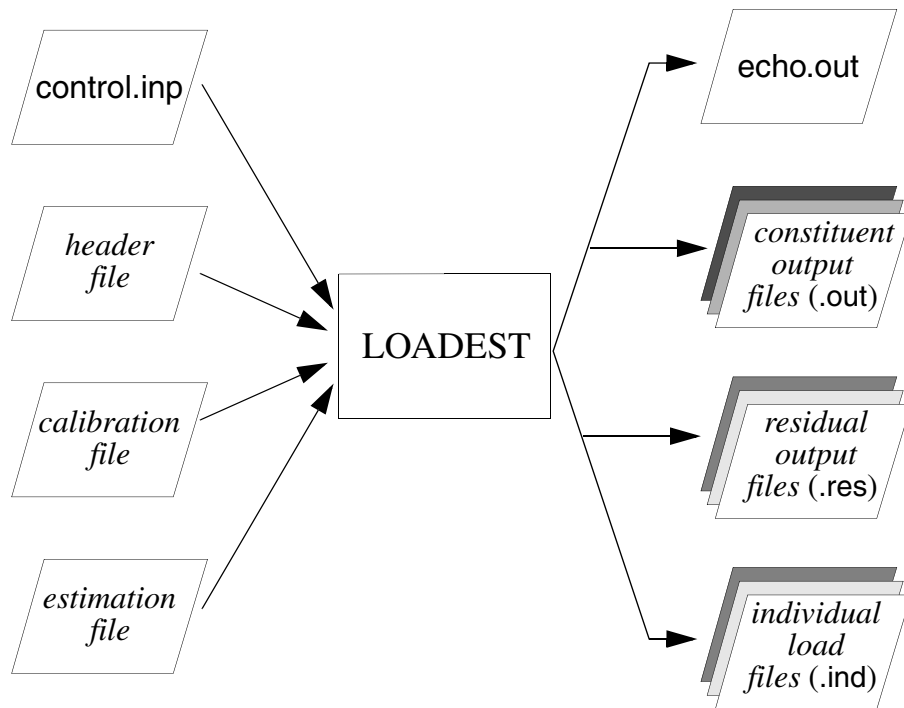 control.inp
header
file
calibration
file
estimation
file
LOADEST
echo.out
constituent
output
files (.out)
residual
output
files (.res)
individual
load
files (.ind)